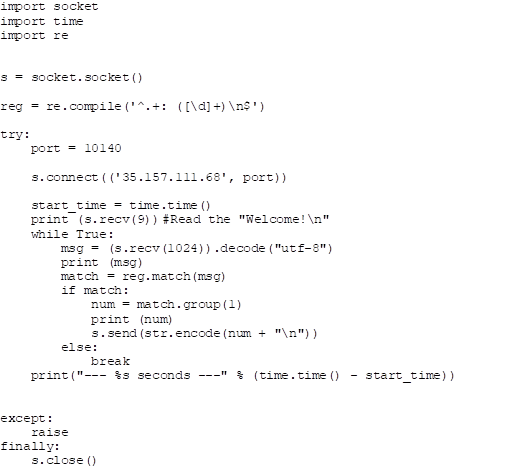 import socket
import time
import re
s = socket.socket()
reg = re.compile('^.+: ([\d]+)\n$')
try:
    port = 10140
    s.connect(('35.157.111.68', port))
    start_time = time.time()
    print (s.recv(9)) #Read the "Welcome!\n"
    while True:
        msg = (s.recv(1024)).decode("utf-8")
        print (msg)
        match = reg.match(msg)
        if match:
            num = match.group(1)
            print (num)
            s.send(str.encode(num + "\n"))
        else:
            break
    print("--- %s seconds ---" % (time.time() - start_time))
except:
    raise
finally:
    s.close()